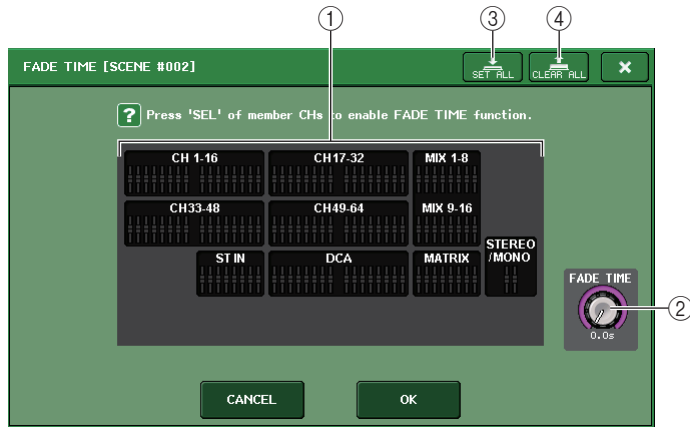 ① ③ ④
FADE TIME [SCENE #002]
SET ALL
CLEAR ALL
×
? Press 'SEL' of member CHs to enable FADE TIME function.
CH 1-16 CH17-32 MIX 1-8
CH33-48 CH49-64 MIX 9-16
ST IN DCA MATRIX STEREO
/MONO
FADE TIME
②
0.0s
CANCEL OK